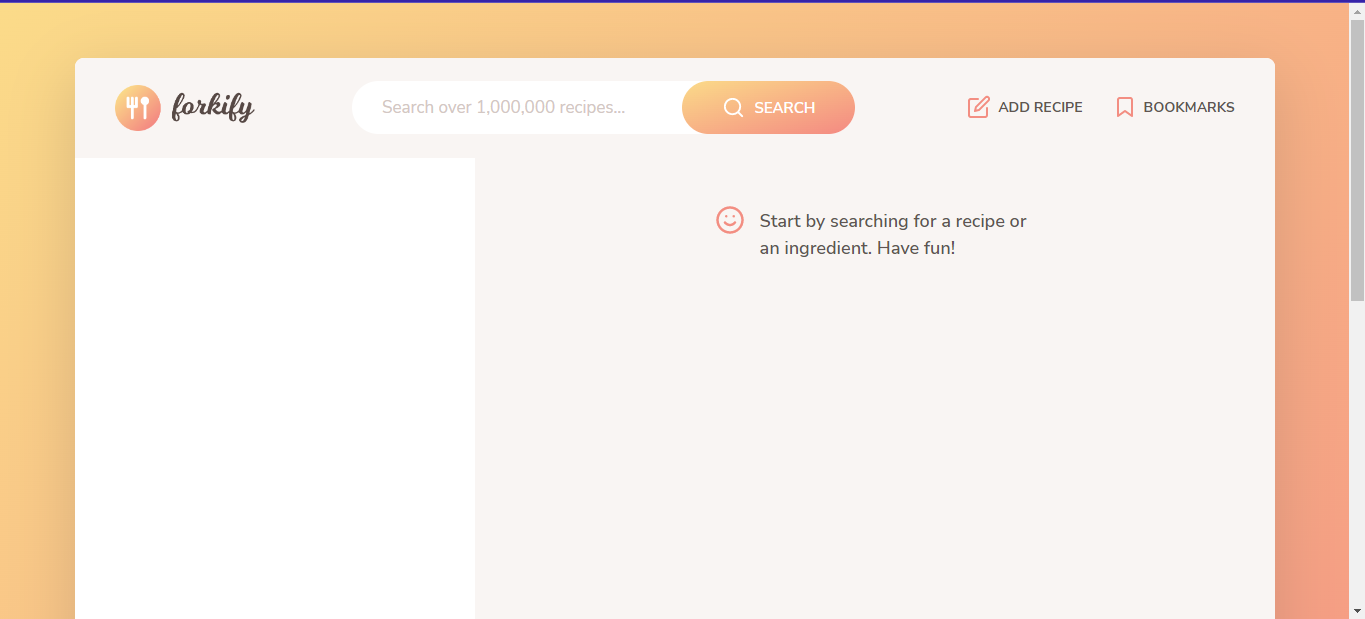 forkify
Search over 1,000,000 recipes...
SEARCH
ADD RECIPE
BOOKMARKS
Start by searching for a recipe or
an ingredient. Have fun!